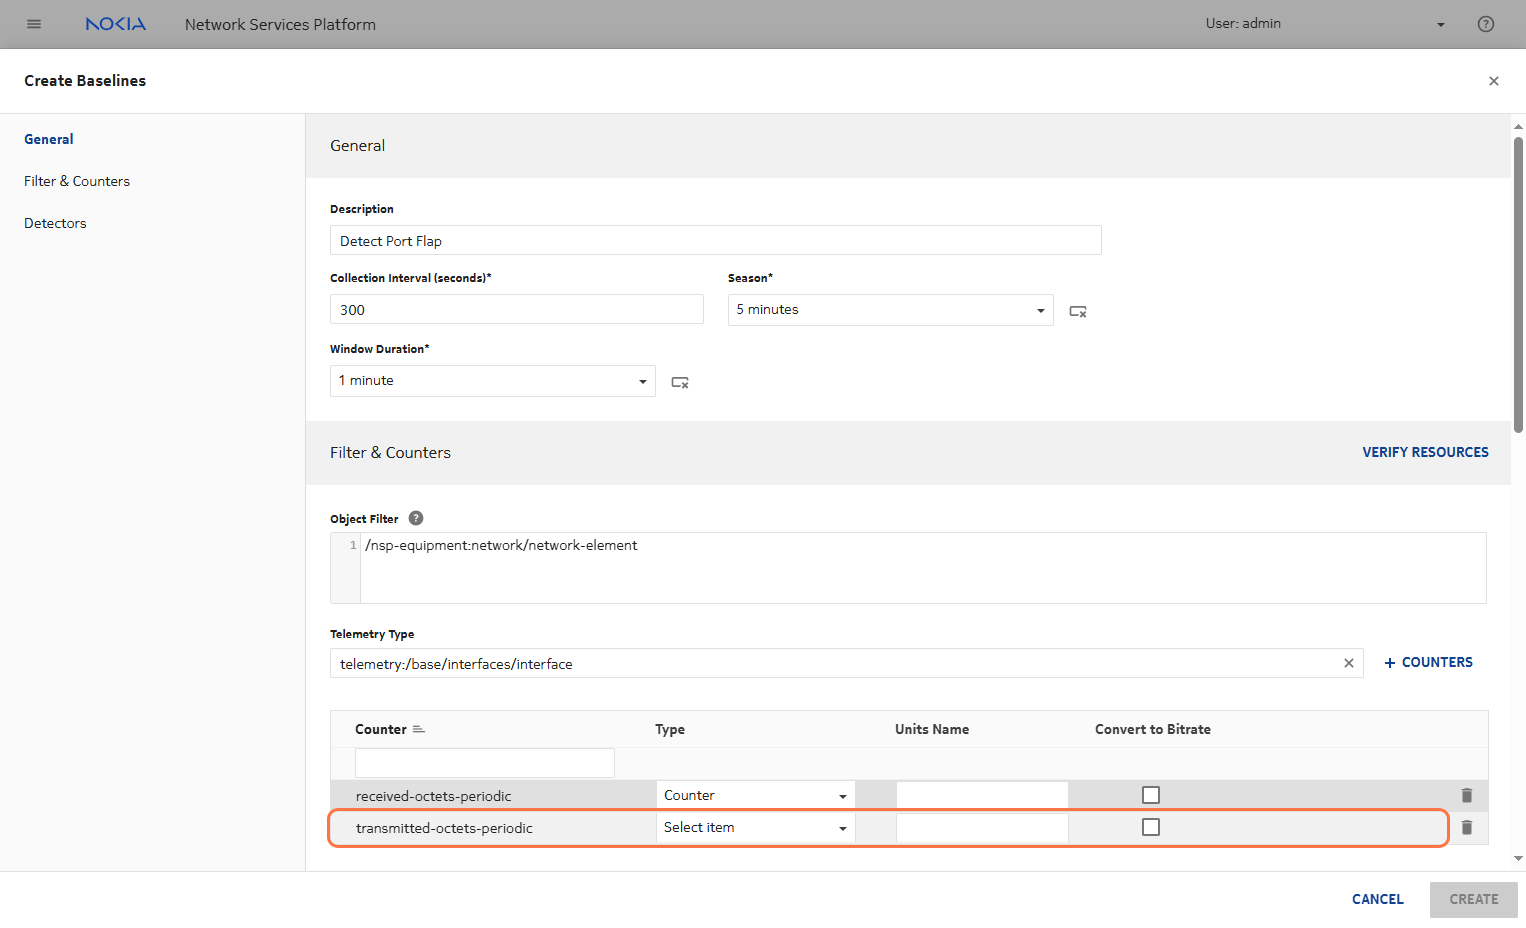 NOKIA Network Services Platform User: admin
Create Baselines
General
Filter & Counters
Detectors
General
Description
Detect Port Flap
Collection Interval (seconds)* Season*
300 5 minutes
Window Duration*
1 minute
Filter & Counters VERIFY RESOURCES
Object Filter ?
1 /nsp-equipment:network/network-element
Telemetry Type
telemetry:/base/interfaces/interface + COUNTERS
Counter Type Units Name Convert to Bitrate
received-octets-periodic Counter
transmitted-octets-periodic Select item
CANCEL CREATE